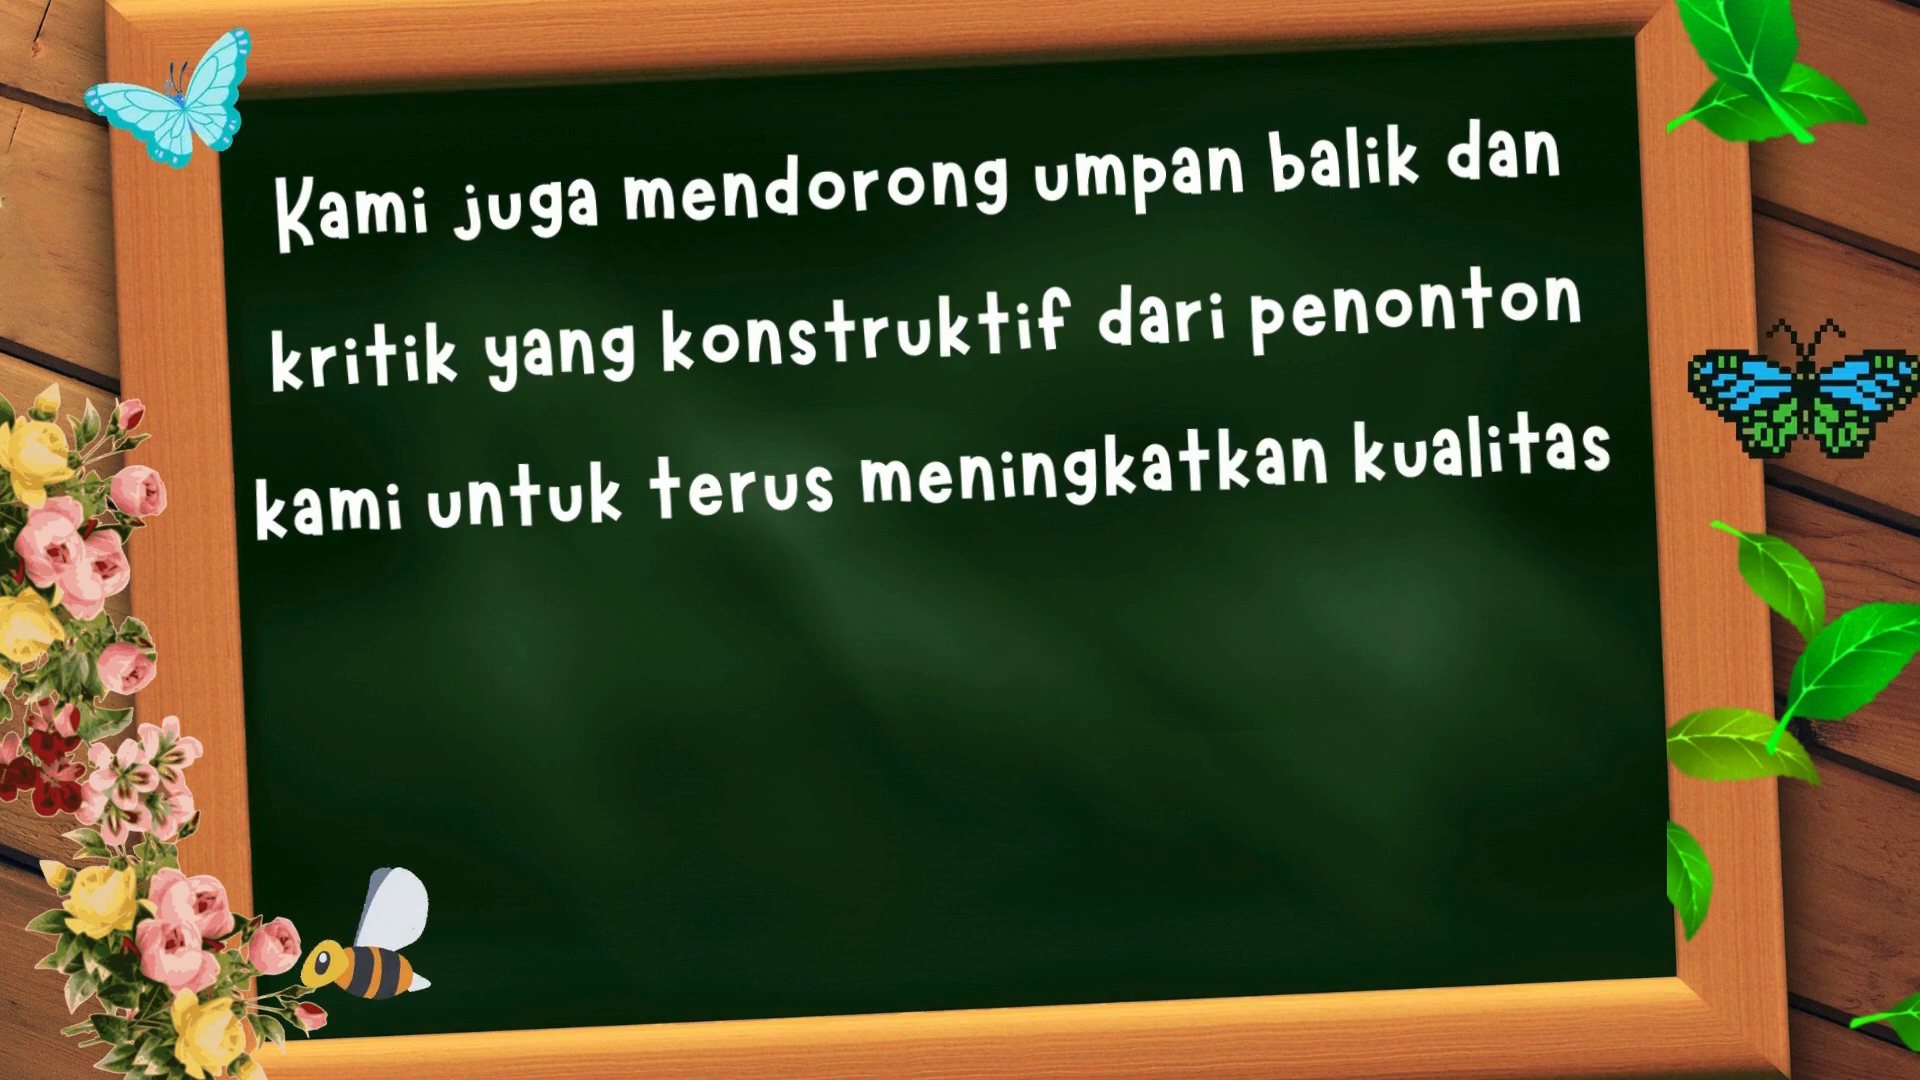 Kami juga mendorong umpan balik dan
kritik yang konstruktif dari penonton
kami untuk terus meningkatkan kualitas